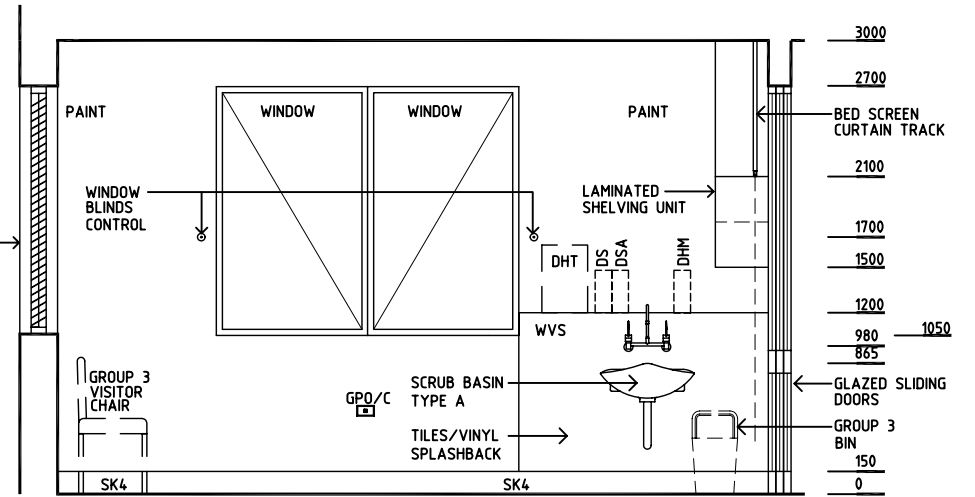 3000
2700
PAINT
WINDOW
WINDOW
PAINT
BED SCREEN
CURTAIN TRACK
2100
WINDOW
BLINDS
CONTROL
LAMINATED
SHELVING UNIT
1700
1500
DHT
DS
DSA
DHM
1200
WVS
980
1050
865
GROUP 3
VISITOR
CHAIR
GPO/C
SCRUB BASIN
TYPE A
GLAZED SLIDING
DOORS
TILES/VINYL
SPLASHBACK
GROUP 3
BIN
150
SK4
SK4
0